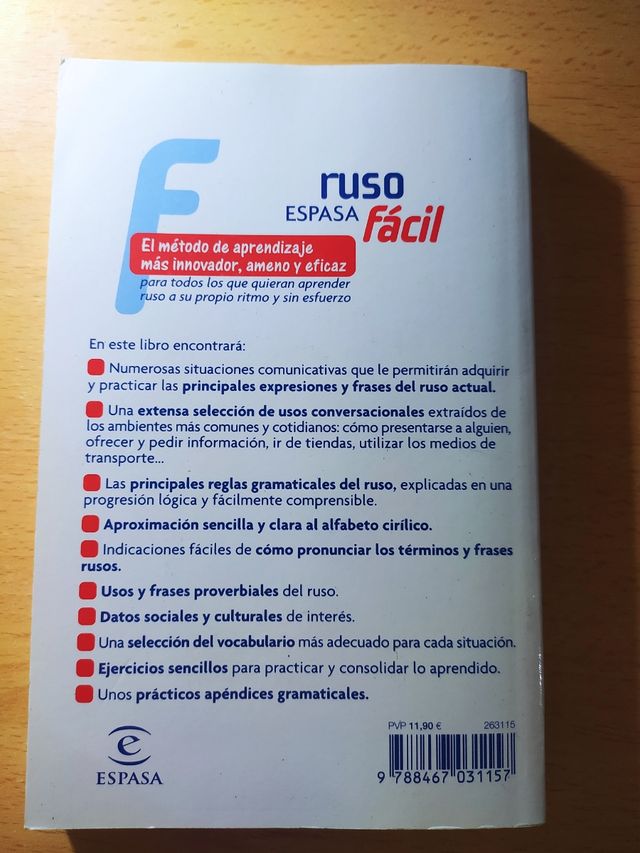 F
ruso
ESPASA fácil
El método de aprendizaje
más innovador, ameno y eficaz
para todos los que quieran aprender
ruso a su propio ritmo y sin esfuerzo
En este libro encontrará:
Numerosas situaciones comunicativas que le permitirán adquirir
y practicar las principales expresiones y frases del ruso actual.
Una extensa selección de usos conversacionales extraídos de
los ambientes más comunes y cotidianos: cómo presentarse a alguien,
ofrecer y pedir información, ir de tiendas, utilizar los medios de
transporte...
Las principales reglas gramaticales del ruso, explicadas en una
progresión lógica y fácilmente comprensible.
Aproximación sencilla y clara al alfabeto cirílico.
Indicaciones fáciles de cómo pronunciar los términos y frases
rusos.
Usos y frases proverbiales del ruso.
Datos sociales y culturales de interés.
Una selección del vocabulario más adecuado para cada situación.
Ejercicios sencillos para practicar y consolidar lo aprendido.
Unos prácticos apéndices gramaticales.
PVP 11,90 € 263115
e
ESPASA
9 788467 031157